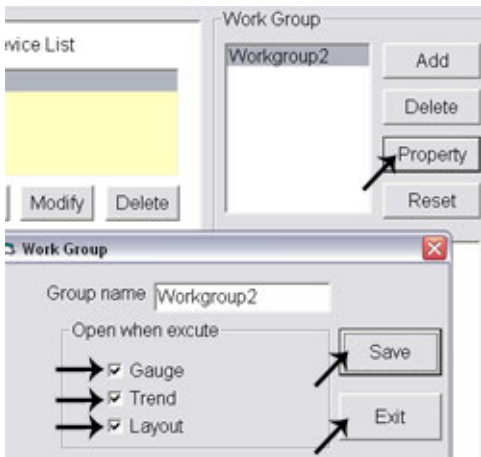 Work Group
vice List
Workgroup2
Add
Delete
Property
Reset
Modify Delete
Work Group
Group name Workgroup2
Open when excute
Gauge
Trend
Layout
Save
Exit